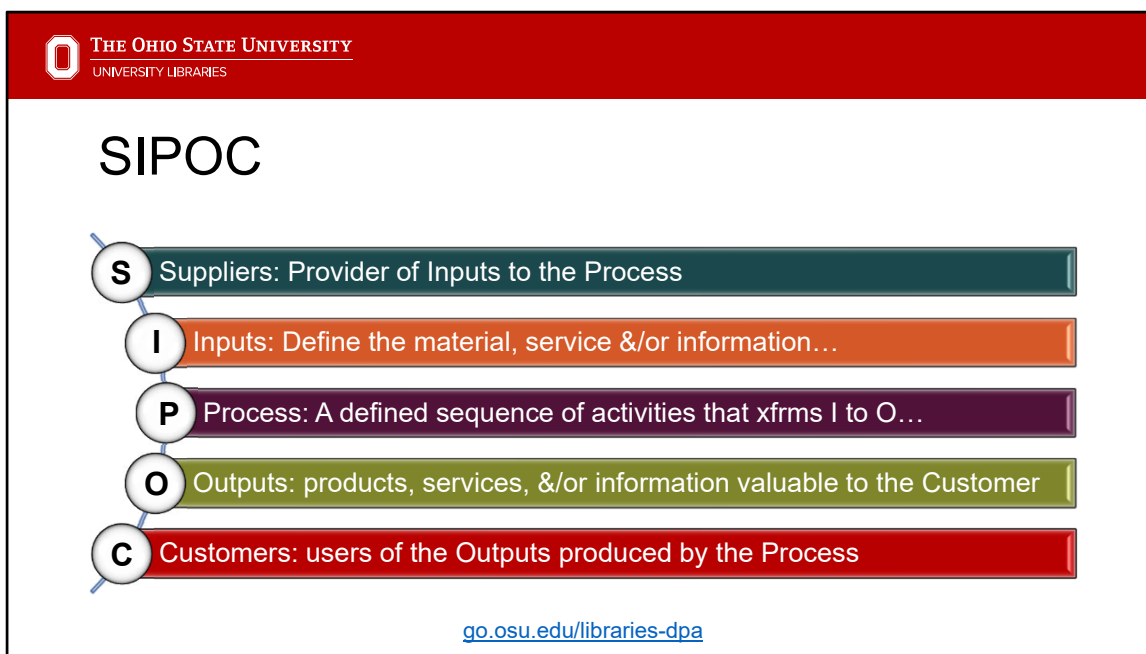 THE OHIO STATE UNIVERSITY
UNIVERSITY LIBRARIES
SIPOC
S Suppliers: Provider of Inputs to the Process
I Inputs: Define the material, service &/or information…
P Process: A defined sequence of activities that xfrms I to O…
O Outputs: products, services, &/or information valuable to the Customer
C Customers: users of the Outputs produced by the Process
go.osu.edu/libraries-dpa